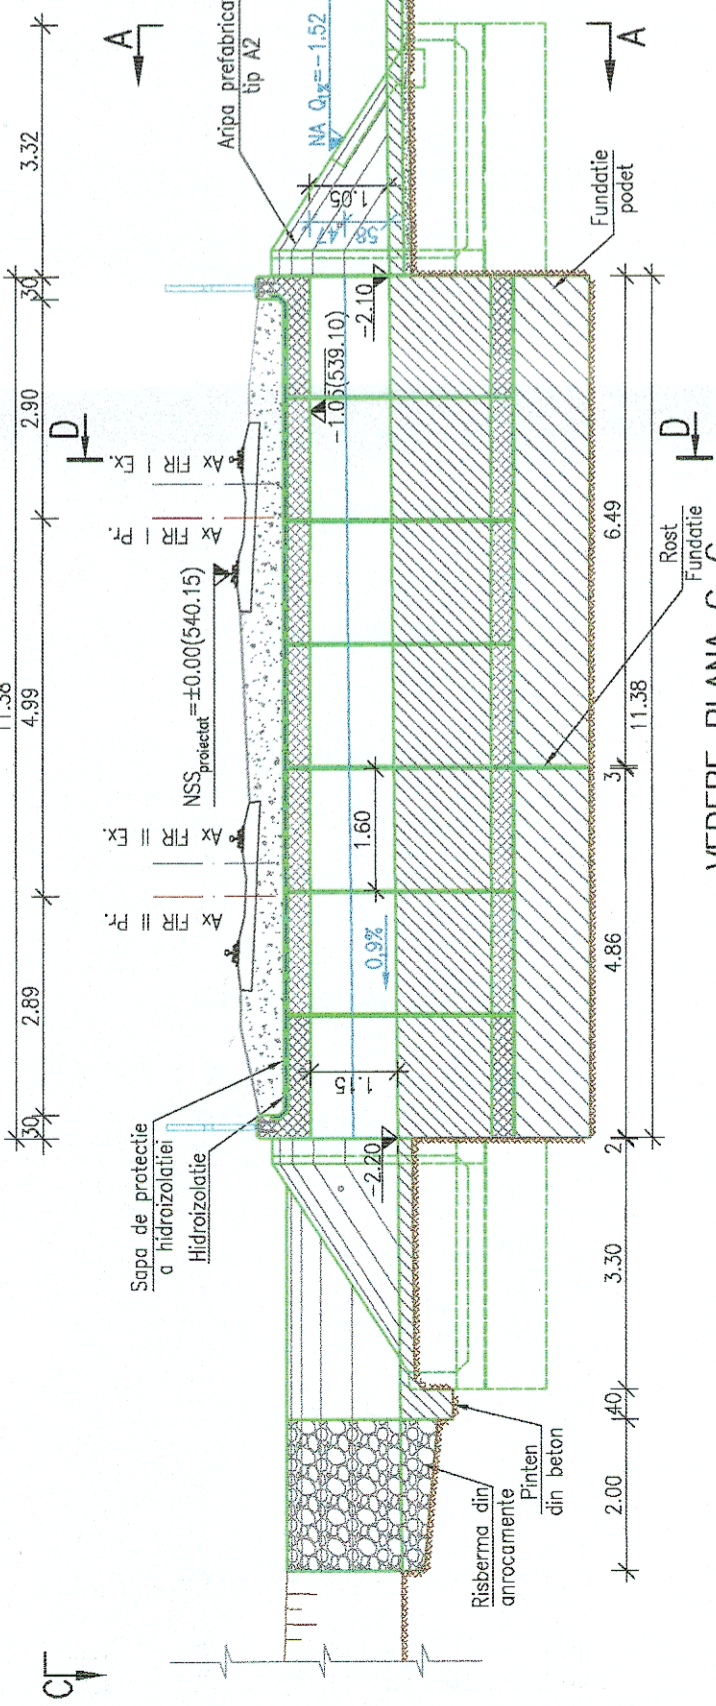 C
A
A
D
D
11.38
30
2.89
4.99
2.90
30
3.32
Sapa de protectie
a hidroizolatiei
Hidroizolatie
Ax FIR II Pr.
Ax FIR II Ex.
NSSproiectat=±0.00(540.15)
Ax FIR I Pr.
Ax FIR I Ex.
Aripa prefabrica
tip A2
NA Q1%=-1.52
-2.20
1.15
0,9%
1.60
-1.05(539.10)
-2.10
58
47
1.05
Risberma din
anrocamente
Pinten
din beton
Rost
Fundatie
Fundatie
podet
2.00
40
3.30
2
4.86
3
6.49
11.38
VEDERE PLANA C-C